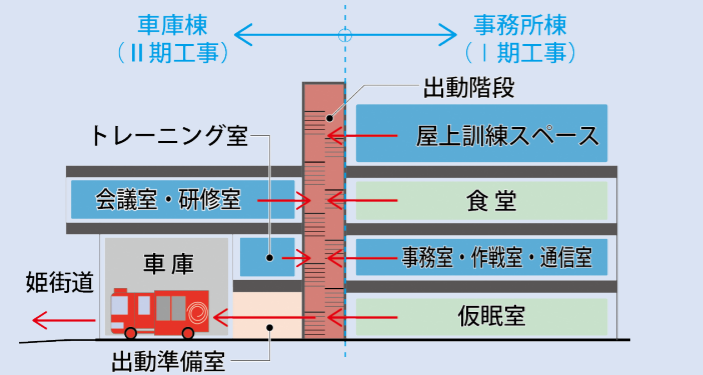 車庫棟
（Ⅱ期工事）
事務所棟
（Ⅰ期工事）
出動階段
トレーニング室
屋上訓練スペース
会議室・研修室
食堂
車庫
事務室・作戦室・通信室
姫街道
仮眠室
出動準備室